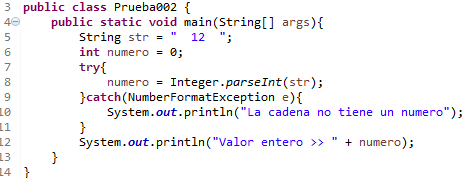 3 public class Prueba002 {
4 public static void main(String[] args){
5 String str = "  12  ";
6 int numero = 0;
7 try{
8 numero = Integer.parseInt(str);
9 }catch(NumberFormatException e){
10 System.out.println("La cadena no tiene un numero");
11 }
12 System.out.println("Valor entero >> " + numero);
13 }
14 }